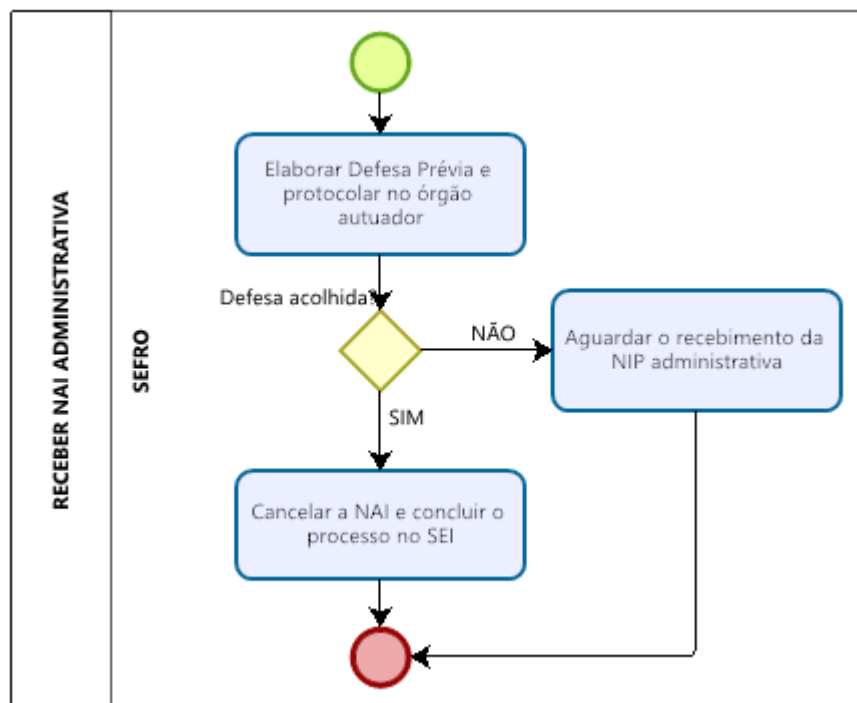 RECEBER NAI ADMINISTRATIVA
SEFRO
Elaborar Defesa Prévia e
protocolar no órgão
autuador
Defesa acolhida?
NÃO
Aguardar o recebimento da
NIP administrativa
SIM
Cancelar a NAI e concluir o
processo no SEI